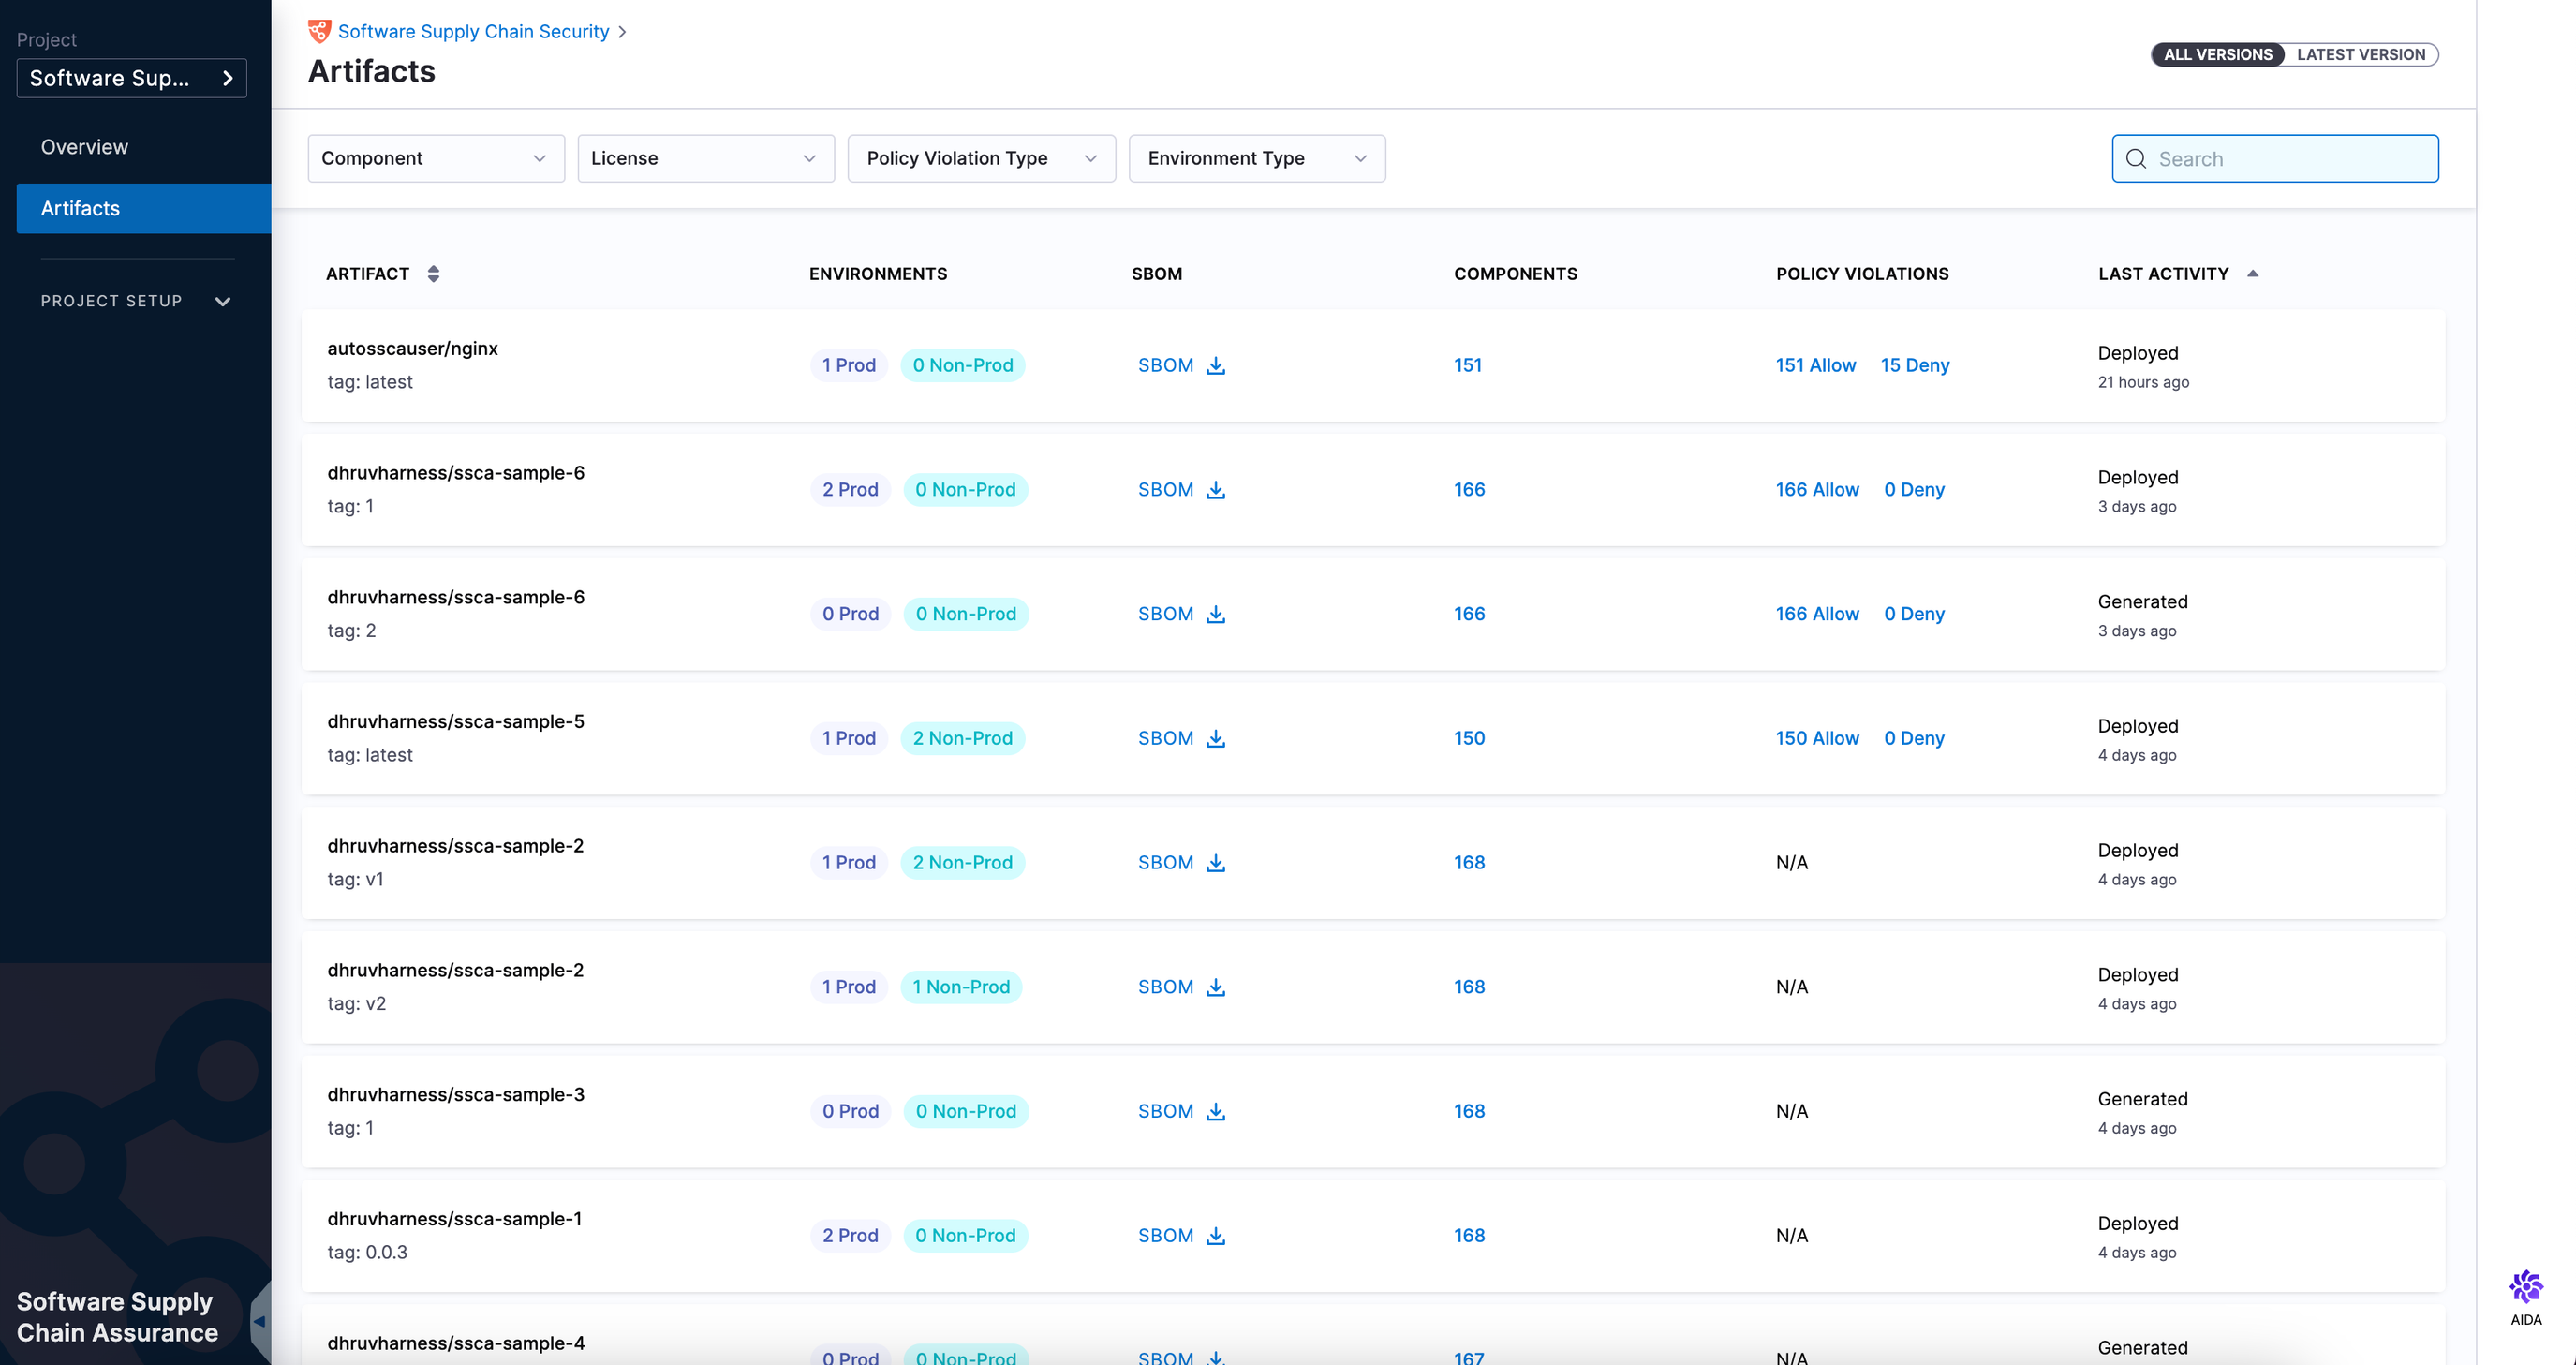 Project
Software Sup...
Overview
Artifacts
PROJECT SETUP
Software Supply
Chain Assurance
Software Supply Chain Security
Artifacts
ALL VERSIONS LATEST VERSION
Component License Policy Violation Type Environment Type Search
ARTIFACT ENVIRONMENTS SBOM COMPONENTS POLICY VIOLATIONS LAST ACTIVITY
autosscauser/nginx
tag: latest
1 Prod 0 Non-Prod SBOM 151 151 Allow 15 Deny
Deployed
21 hours ago
dhruvharness/ssca-sample-6
tag: 1
2 Prod 0 Non-Prod SBOM 166 166 Allow 0 Deny
Deployed
3 days ago
dhruvharness/ssca-sample-6
tag: 2
0 Prod 0 Non-Prod SBOM 166 166 Allow 0 Deny
Generated
3 days ago
dhruvharness/ssca-sample-5
tag: latest
1 Prod 2 Non-Prod SBOM 150 150 Allow 0 Deny
Deployed
4 days ago
dhruvharness/ssca-sample-2
tag: v1
1 Prod 2 Non-Prod SBOM 168 N/A
Deployed
4 days ago
dhruvharness/ssca-sample-2
tag: v2
1 Prod 1 Non-Prod SBOM 168 N/A
Deployed
4 days ago
dhruvharness/ssca-sample-3
tag: 1
0 Prod 0 Non-Prod SBOM 168 N/A
Generated
4 days ago
dhruvharness/ssca-sample-1
tag: 0.0.3
2 Prod 0 Non-Prod SBOM 168 N/A
Deployed
4 days ago
dhruvharness/ssca-sample-4
0 Prod 0 Non-Prod SBOM 167 N/A
Generated
AIDA